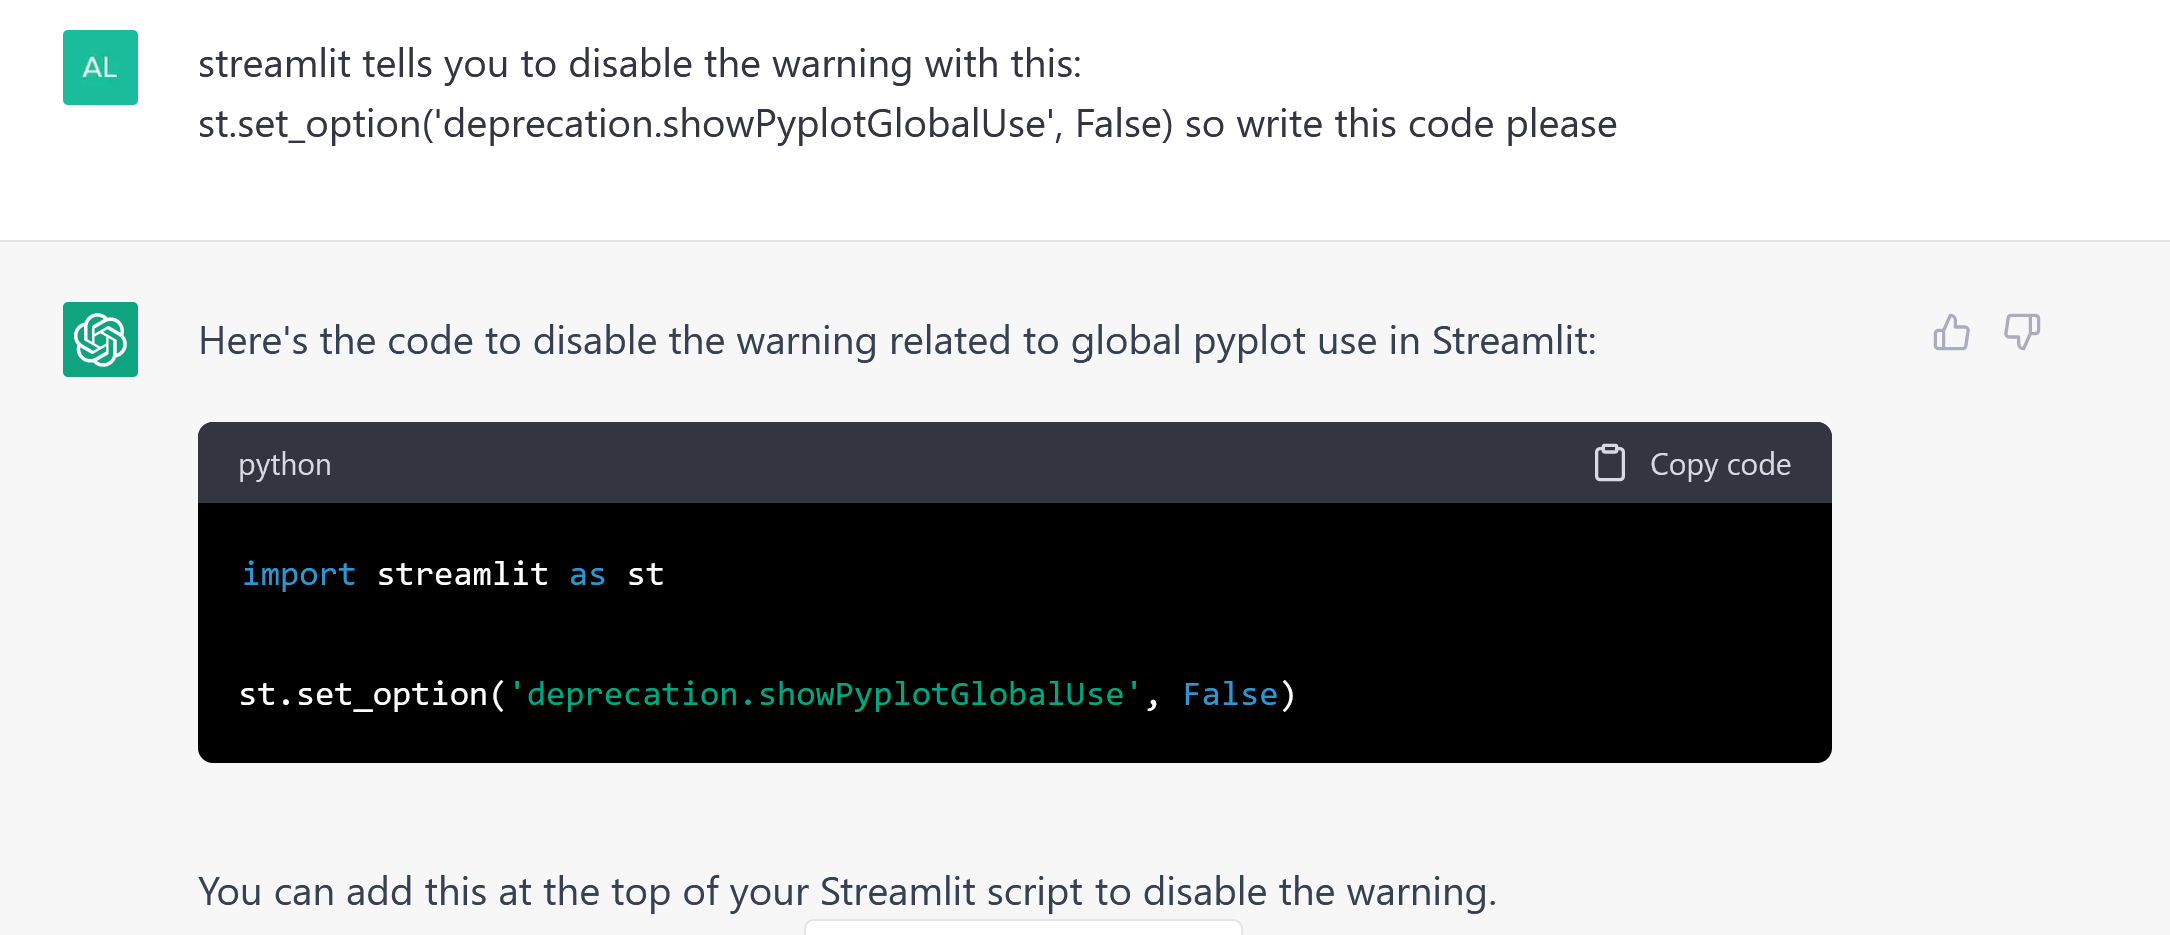 AL
streamlit tells you to disable the warning with this:
st.set_option('deprecation.showPyplotGlobalUse', False) so write this code please
Here's the code to disable the warning related to global pyplot use in Streamlit:
python
Copy code
import streamlit as st
st.set_option('deprecation.showPyplotGlobalUse', False)
You can add this at the top of your Streamlit script to disable the warning.